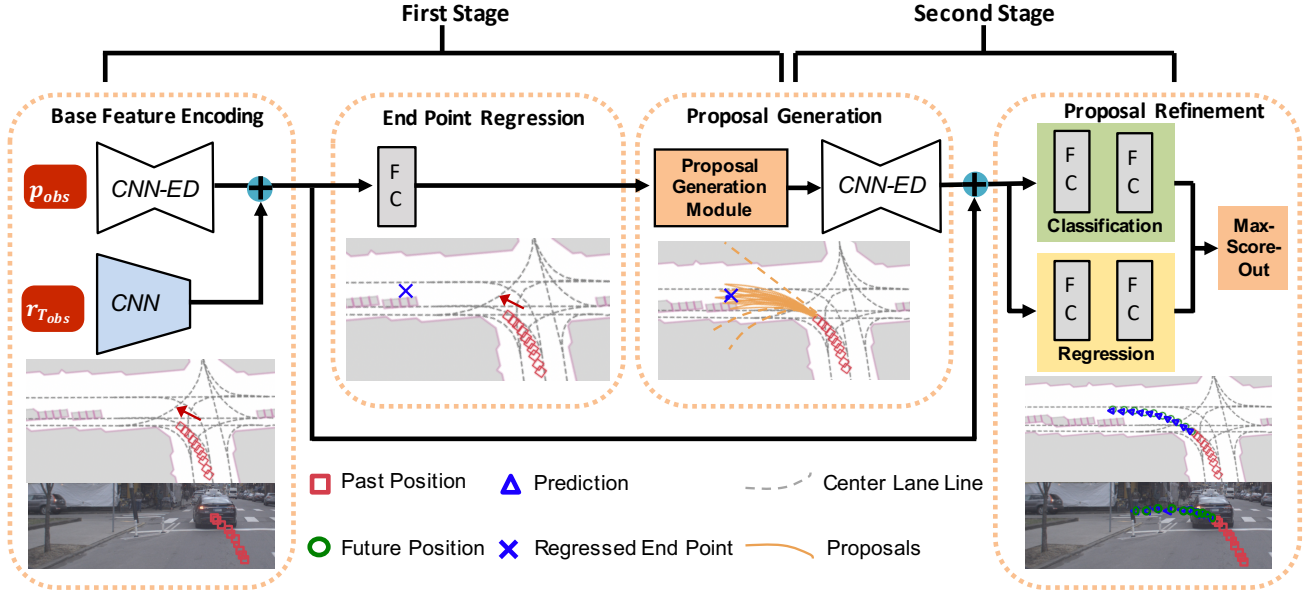 First Stage
Second Stage
Base Feature Encoding
End Point Regression
Proposal Generation
Proposal Refinement
p_obs
CNN-ED
r_T_obs
CNN
F
C
Proposal
Generation
Module
CNN-ED
F
C
F
C
Classification
F
C
F
C
Regression
Max-
Score-
Out
Past Position
Prediction
Center Lane Line
Future Position
Regressed End Point
Proposals